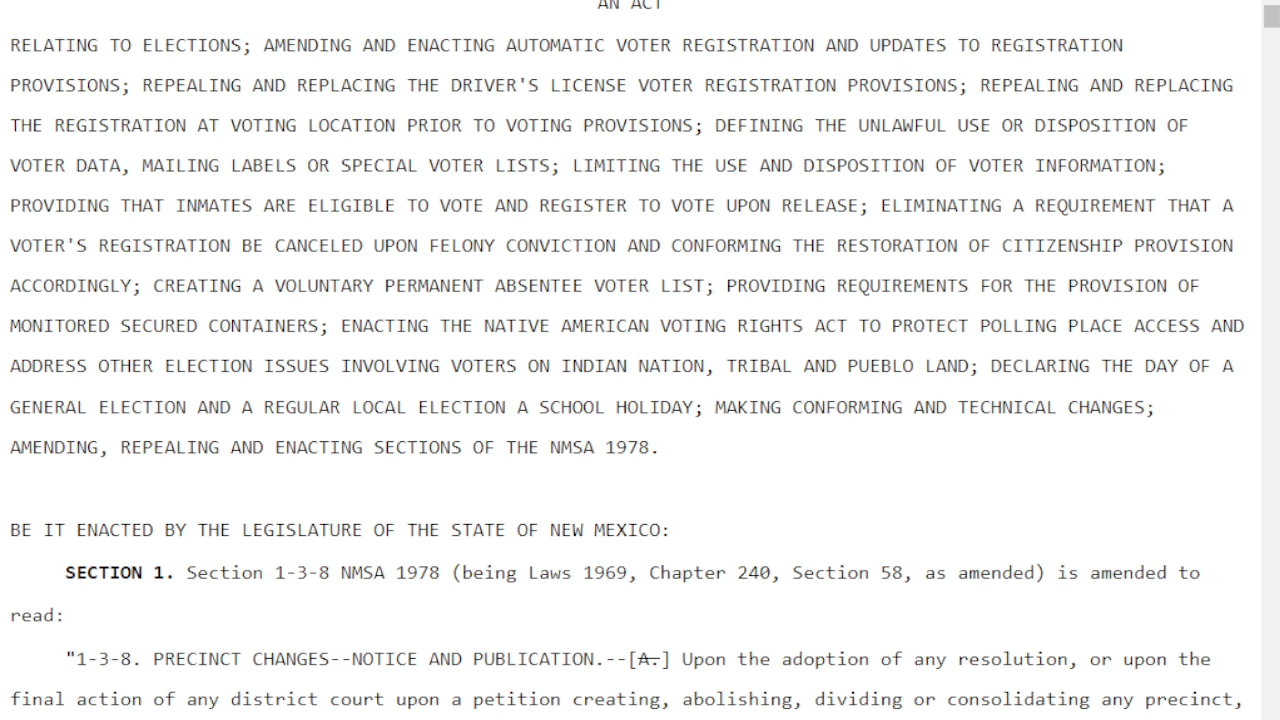 AN ACT
RELATING TO ELECTIONS; AMENDING AND ENACTING AUTOMATIC VOTER REGISTRATION AND UPDATES TO REGISTRATION
PROVISIONS; REPEALING AND REPLACING THE DRIVER'S LICENSE VOTER REGISTRATION PROVISIONS; REPEALING AND REPLACING
THE REGISTRATION AT VOTING LOCATION PRIOR TO VOTING PROVISIONS; DEFINING THE UNLAWFUL USE OR DISPOSITION OF
VOTER DATA, MAILING LABELS OR SPECIAL VOTER LISTS; LIMITING THE USE AND DISPOSITION OF VOTER INFORMATION;
PROVIDING THAT INMATES ARE ELIGIBLE TO VOTE AND REGISTER TO VOTE UPON RELEASE; ELIMINATING A REQUIREMENT THAT A
VOTER'S REGISTRATION BE CANCELED UPON FELONY CONVICTION AND CONFORMING THE RESTORATION OF CITIZENSHIP PROVISION
ACCORDINGLY; CREATING A VOLUNTARY PERMANENT ABSENTEE VOTER LIST; PROVIDING REQUIREMENTS FOR THE PROVISION OF
MONITORED SECURED CONTAINERS; ENACTING THE NATIVE AMERICAN VOTING RIGHTS ACT TO PROTECT POLLING PLACE ACCESS AND
ADDRESS OTHER ELECTION ISSUES INVOLVING VOTERS ON INDIAN NATION, TRIBAL AND PUEBLO LAND; DECLARING THE DAY OF A
GENERAL ELECTION AND A REGULAR LOCAL ELECTION A SCHOOL HOLIDAY; MAKING CONFORMING AND TECHNICAL CHANGES;
AMENDING, REPEALING AND ENACTING SECTIONS OF THE NMSA 1978.
BE IT ENACTED BY THE LEGISLATURE OF THE STATE OF NEW MEXICO:
SECTION 1. Section 1-3-8 NMSA 1978 (being Laws 1969, Chapter 240, Section 58, as amended) is amended to
read:
"1-3-8. PRECINCT CHANGES--NOTICE AND PUBLICATION.--[A.] Upon the adoption of any resolution, or upon the
final action of any district court upon a petition creating, abolishing, dividing or consolidating any precinct,